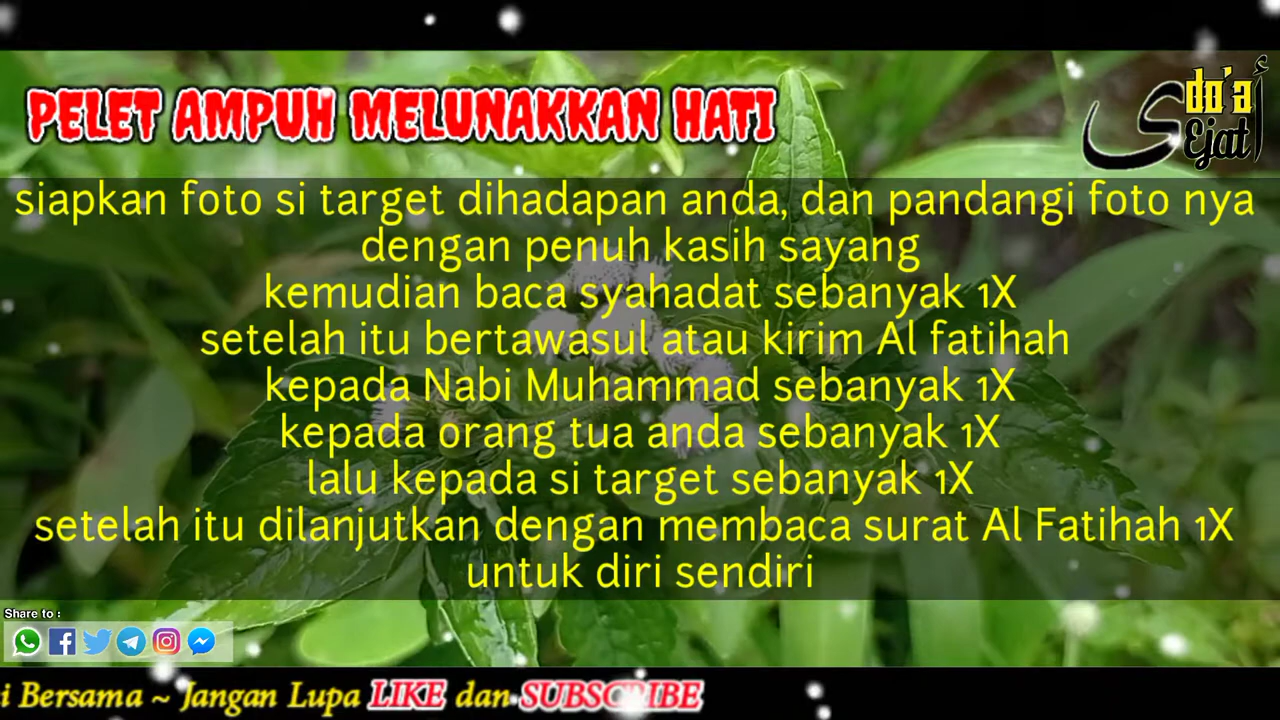 PELET AMPUH MELUNAKKAN HATI
do'a
Ejati
siapkan foto si target dihadapan anda, dan pandangi foto nya
dengan penuh kasih sayang
kemudian baca syahadat sebanyak 1X
setelah itu bertawasul atau kirim Al fatihah
kepada Nabi Muhammad sebanyak 1X
kepada orang tua anda sebanyak 1X
lalu kepada si target sebanyak 1X
setelah itu dilanjutkan dengan membaca surat Al Fatihah 1X
untuk diri sendiri
Share to :
i Bersama ~ Jangan Lupa LIKE dan SUBSCRIBE